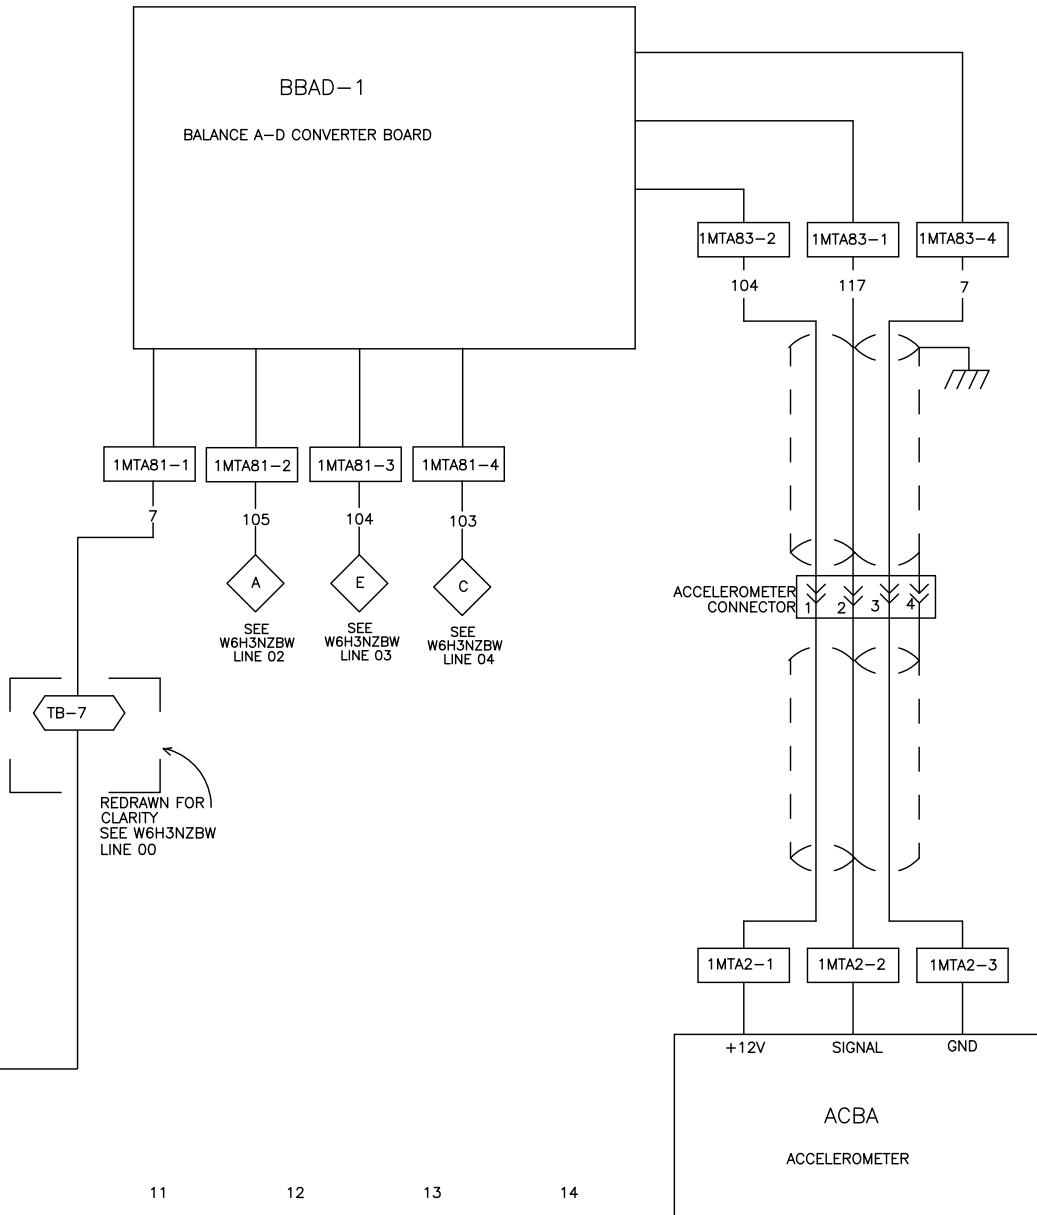 BBAD-1
BALANCE A-D CONVERTER BOARD
1MTA83-2
1MTA83-1
1MTA83-4
104
117
7
1MTA81-1
1MTA81-2
1MTA81-3
1MTA81-4
7
105
104
103
A
E
C
SEE
W6H3NZBW
LINE 02
SEE
W6H3NZBW
LINE 03
SEE
W6H3NZBW
LINE 04
ACCELEROMETER
CONNECTOR
1
2
3
4
TB-7
REDRAWN FOR
CLARITY
SEE W6H3NZBW
LINE 00
1MTA2-1
1MTA2-2
1MTA2-3
+12V
SIGNAL
GND
ACBA
ACCELEROMETER
11
12
13
14